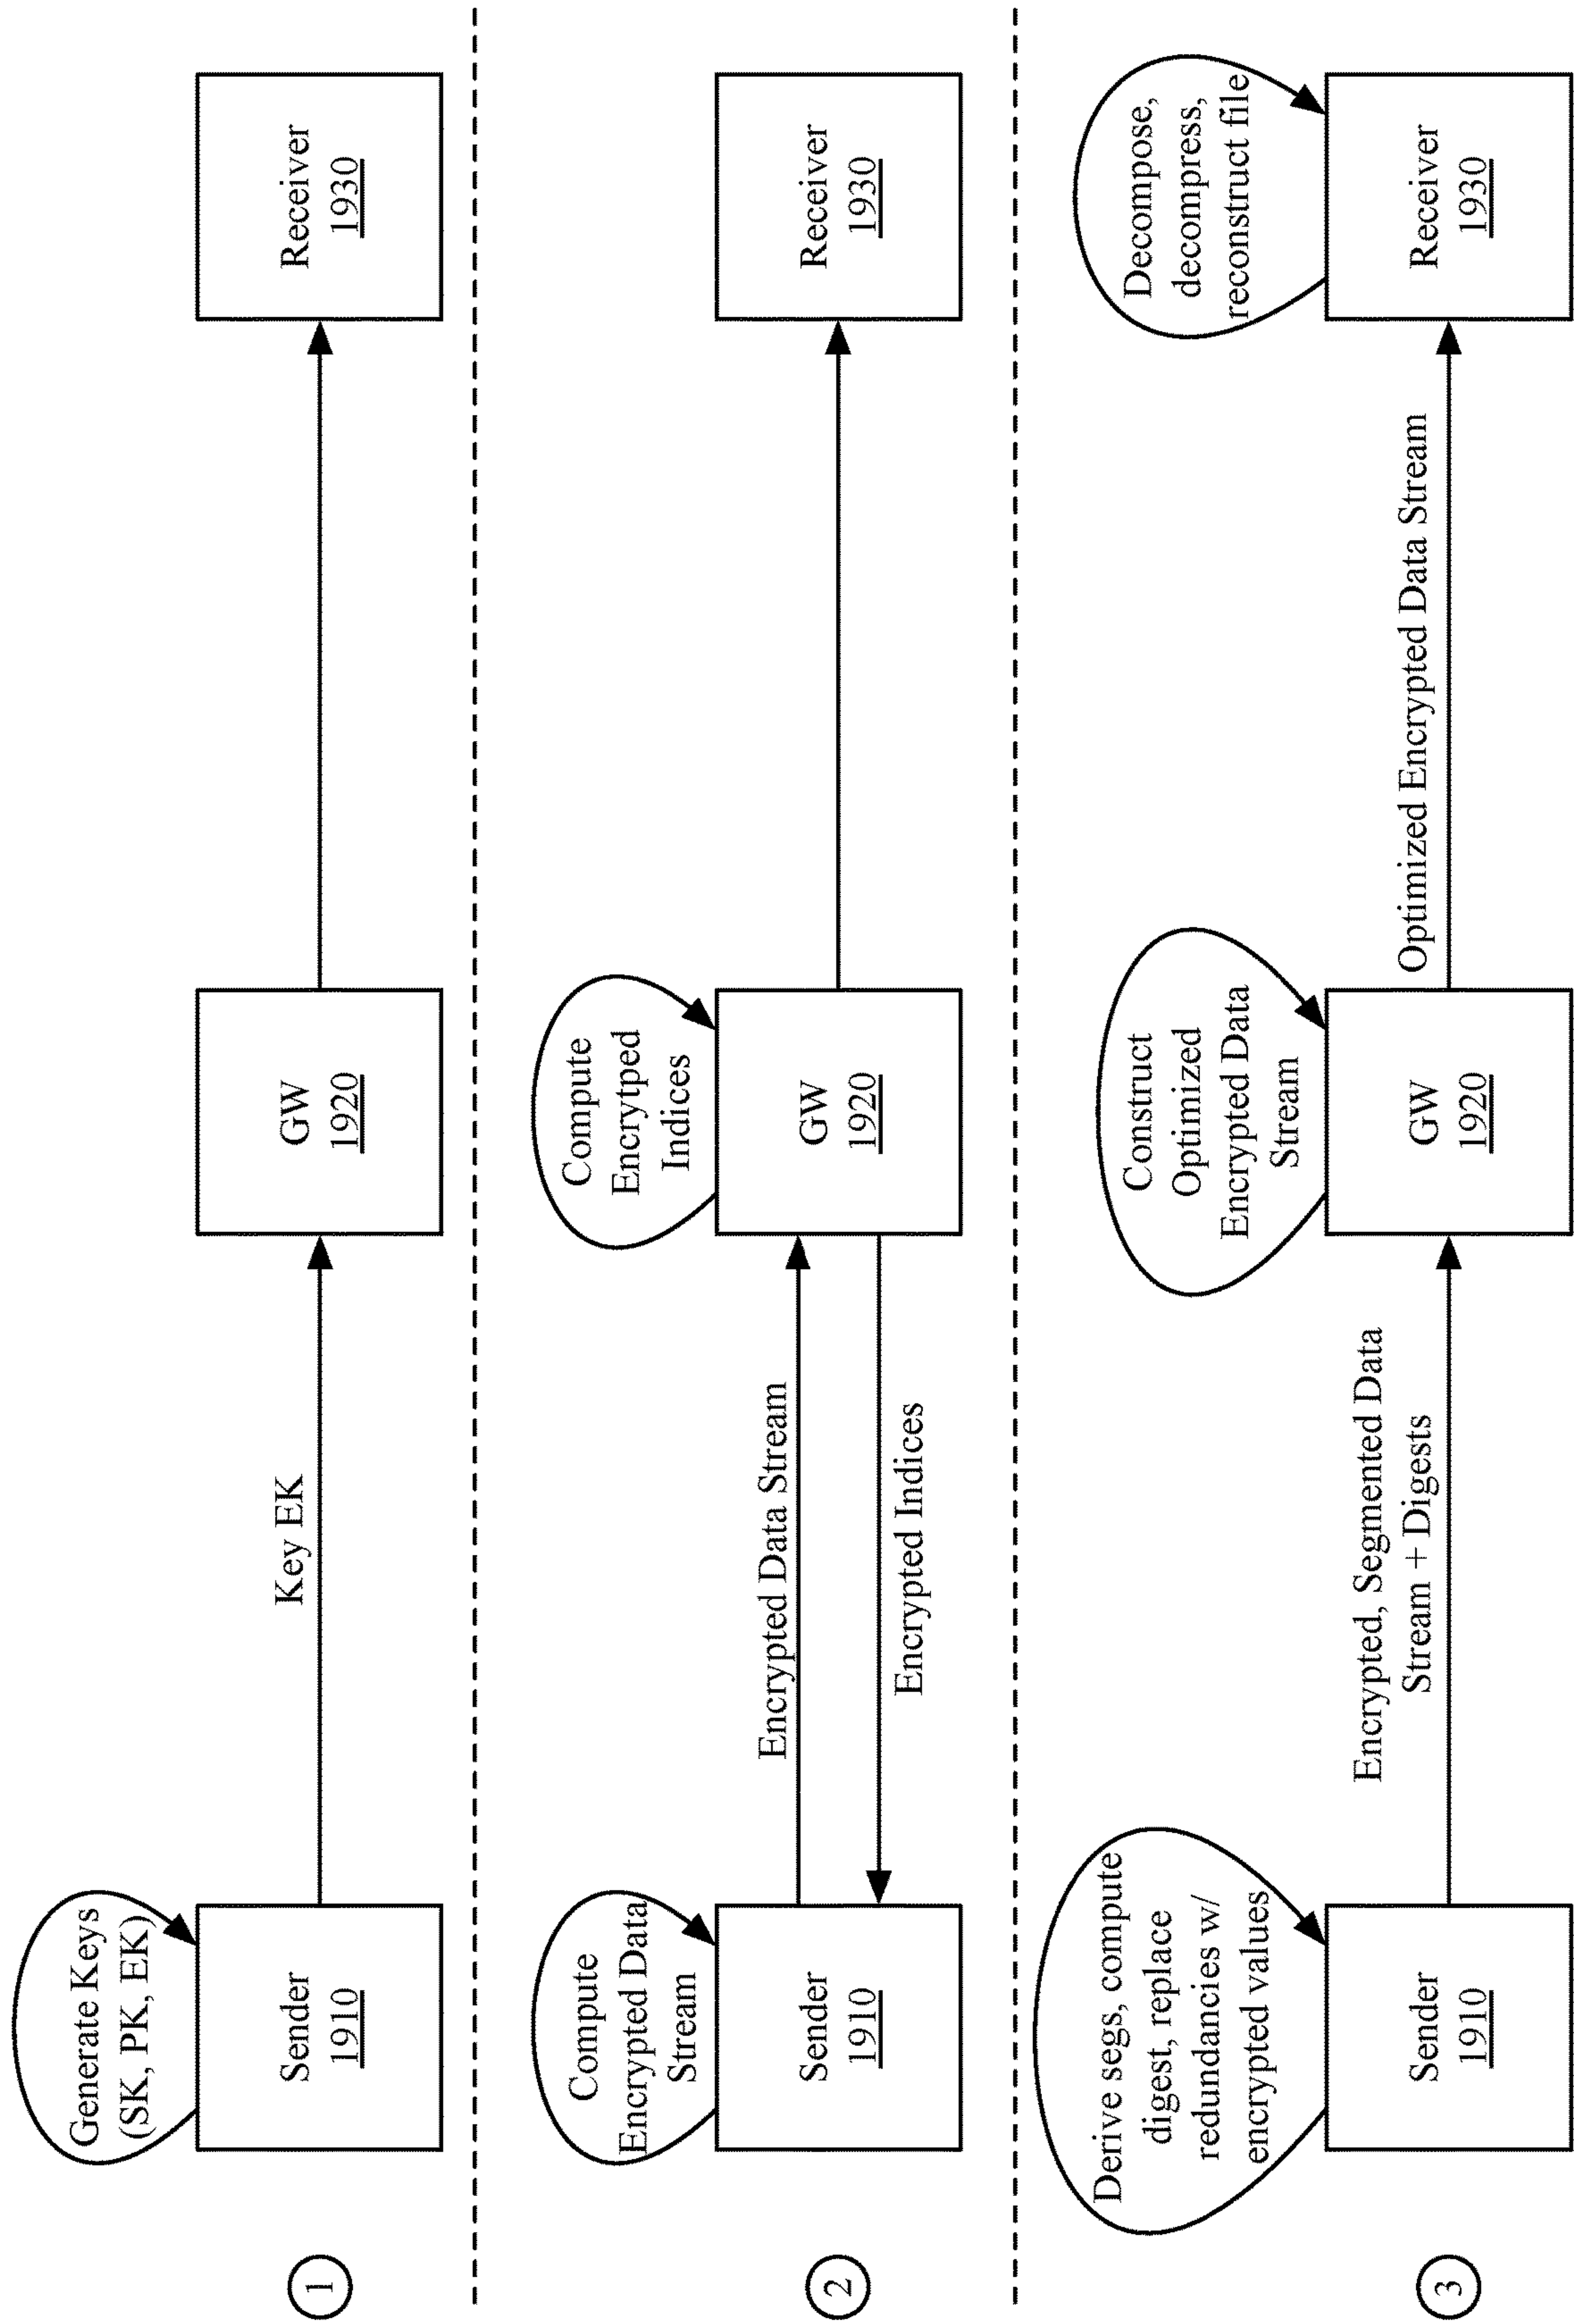 1
Generate Keys
(SK, PK, EK)
Sender
1910
Key EK
GW
1920
Receiver
1930
2
Compute
Encrypted Data
Stream
Sender
1910
Encrypted Data Stream
Encrypted Indices
Compute
Encrytped
Indices
GW
1920
Receiver
1930
3
Derive segs, compute
digest, replace
redundancies w/
encrypted values
Sender
1910
Encrypted, Segmented Data
Stream + Digests
Construct
Optimized
Encrypted Data
Stream
GW
1920
Optimized Encrypted Data Stream
Decompose,
decompress,
reconstruct file
Receiver
1930